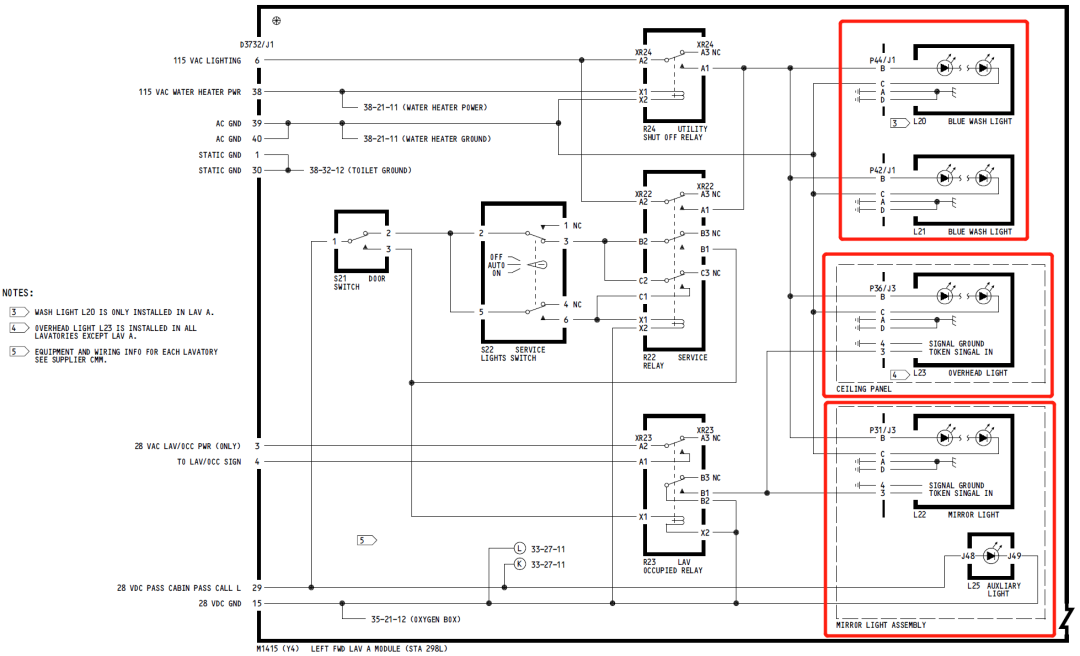 D3732/J1
115 VAC LIGHTING 6
115 VAC WATER HEATER PWR 38
38-21-11 (WATER HEATER POWER)
AC GND 39
AC GND 40
38-21-11 (WATER HEATER GROUND)
STATIC GND 1
STATIC GND 30
38-32-12 (TOILET GROUND)
XR24 XR24
A2 A3 NC
A1
X1
X2
R24 UTILITY
SHUT OFF RELAY
P44/J1
B
C
A
D
3 L20 BLUE WASH LIGHT
P42/J1
B
C
A
D
L21 BLUE WASH LIGHT
1 2
3
S21 DOOR
SWITCH
2 1 NC
3
OFF
AUTO
ON
4 NC
5 6
S22 SERVICE
LIGHTS SWITCH
XR22 XR22
A2 A3 NC
A1
B3 NC
B2 B1
C3 NC
C2
C1
X1
X2
R22 SERVICE
RELAY
P36/J3
B
C
A
D
4 SIGNAL GROUND
3 TOKEN SINGAL IN
4 L23 OVERHEAD LIGHT
CEILING PANEL
NOTES:
3 WASH LIGHT L20 IS ONLY INSTALLED IN LAV A.
4 OVERHEAD LIGHT L23 IS INSTALLED IN ALL
LAVATORIES EXCEPT LAV A.
5 EQUIPMENT AND WIRING INFO FOR EACH LAVATORY
SEE SUPPLIER CMM.
28 VAC LAV/OCC PWR (ONLY) 3
TO LAV/OCC SIGN 4
XR23 XR23
A2 A3 NC
A1
B3 NC
B1
B2
X1
X2
R23 LAV
OCCUPIED RELAY
P31/J3
B
C
A
D
4 SIGNAL GROUND
3 TOKEN SINGAL IN
L22 MIRROR LIGHT
J48 J49
L25 AUXLIARY
LIGHT
MIRROR LIGHT ASSEMBLY
5
L 33-27-11
K 33-27-11
28 VDC PASS CABIN PASS CALL L 29
28 VDC GND 15
35-21-12 (OXYGEN BOX)
M1415 (Y4) LEFT FWD LAV A MODULE (STA 298L)